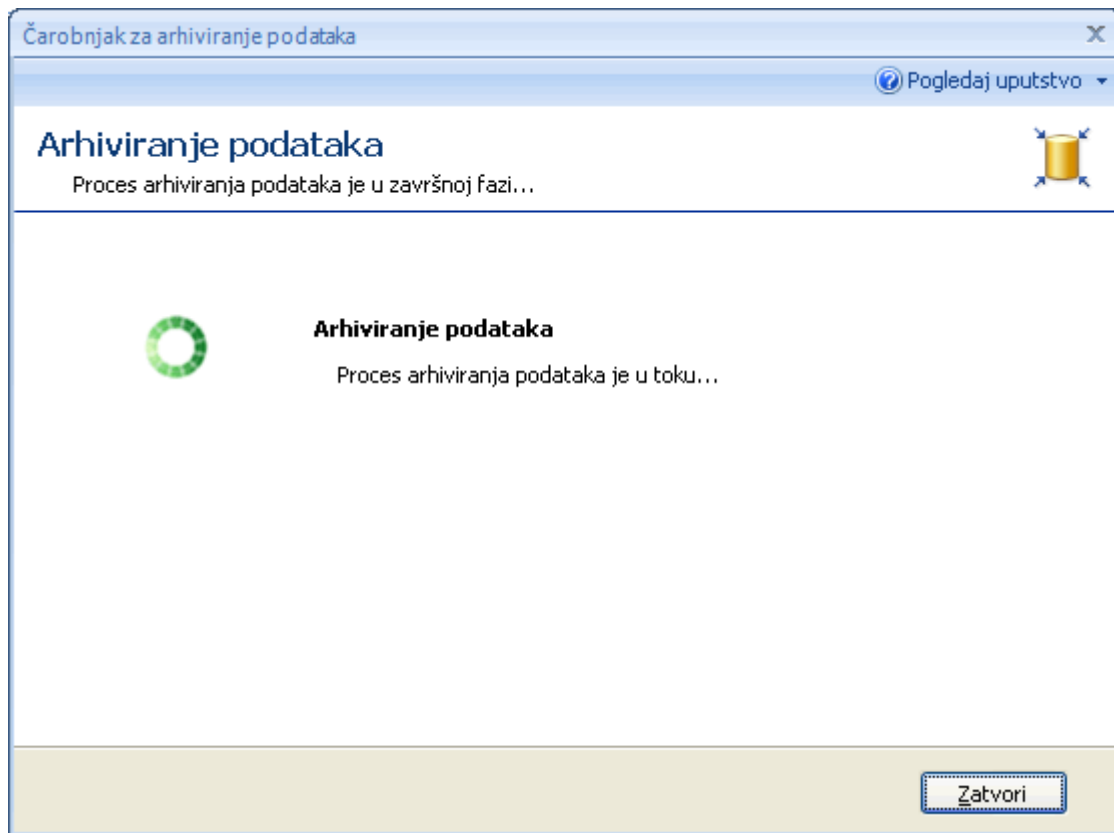 Čarobnjak za arhiviranje podataka
Pogledaj uputstvo
Arhiviranje podataka
Proces arhiviranja podataka je u završnoj fazi...
Arhiviranje podataka
Proces arhiviranja podataka je u toku...
Zatvori